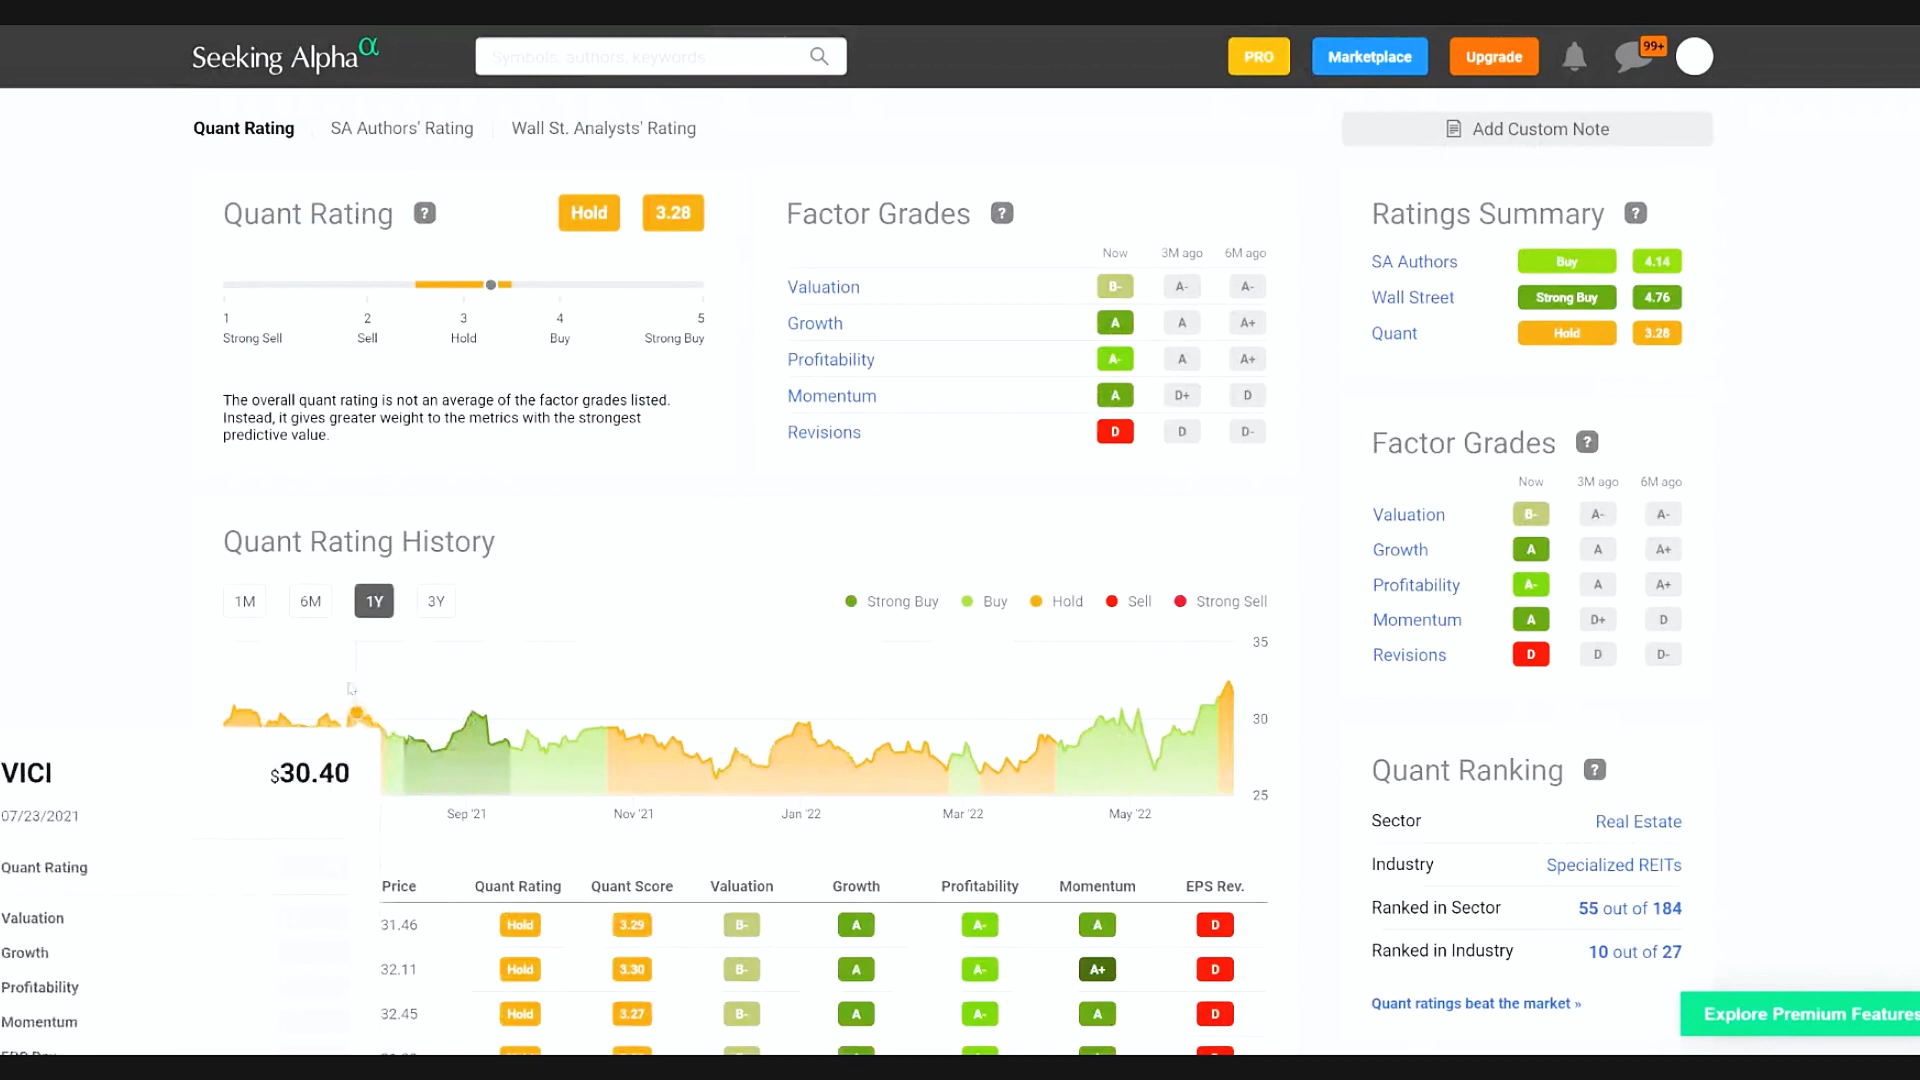 Seeking Alpha α
Symbols, authors, keywords
PRO
Marketplace
Upgrade
99+
Quant Rating
SA Authors' Rating
Wall St. Analysts' Rating
Add Custom Note
Quant Rating ? Hold 3.28
1 2 3 4 5
Strong Sell Sell Hold Buy Strong Buy
The overall quant rating is not an average of the factor grades listed.
Instead, it gives greater weight to the metrics with the strongest
predictive value.
Factor Grades ?
Now 3M ago 6M ago
Valuation B- A- A-
Growth A A A+
Profitability A- A A+
Momentum A D+ D
Revisions D D D-
Ratings Summary ?
SA Authors Buy 4.14
Wall Street Strong Buy 4.76
Quant Hold 3.28
Factor Grades ?
Now 3M ago 6M ago
Valuation B- A- A-
Growth A A A+
Profitability A- A A+
Momentum A D+ D
Revisions D D D-
Quant Rating History
1M 6M 1Y 3Y
Strong Buy Buy Hold Sell Strong Sell
35
30
25
Sep '21 Nov '21 Jan '22 Mar '22 May '22
VICI $30.40
07/23/2021
Quant Rating
Valuation
Growth
Profitability
Momentum
Price Quant Rating Quant Score Valuation Growth Profitability Momentum EPS Rev.
31.46 Hold 3.29 B- A A- A D
32.11 Hold 3.30 B- A A- A+ D
32.45 Hold 3.27 B- A A- A D
Quant Ranking ?
Sector Real Estate
Industry Specialized REITs
Ranked in Sector 55 out of 184
Ranked in Industry 10 out of 27
Quant ratings beat the market »
Explore Premium Features